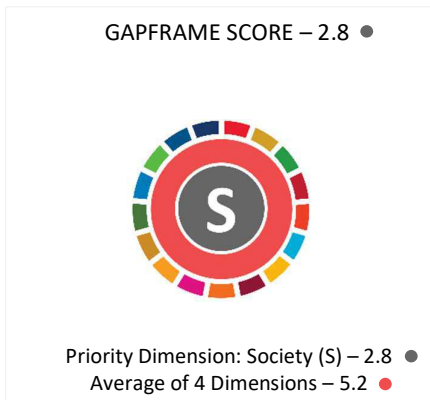 GAPFRAME SCORE – 2.8
S
Priority Dimension: Society (S) – 2.8
Average of 4 Dimensions – 5.2